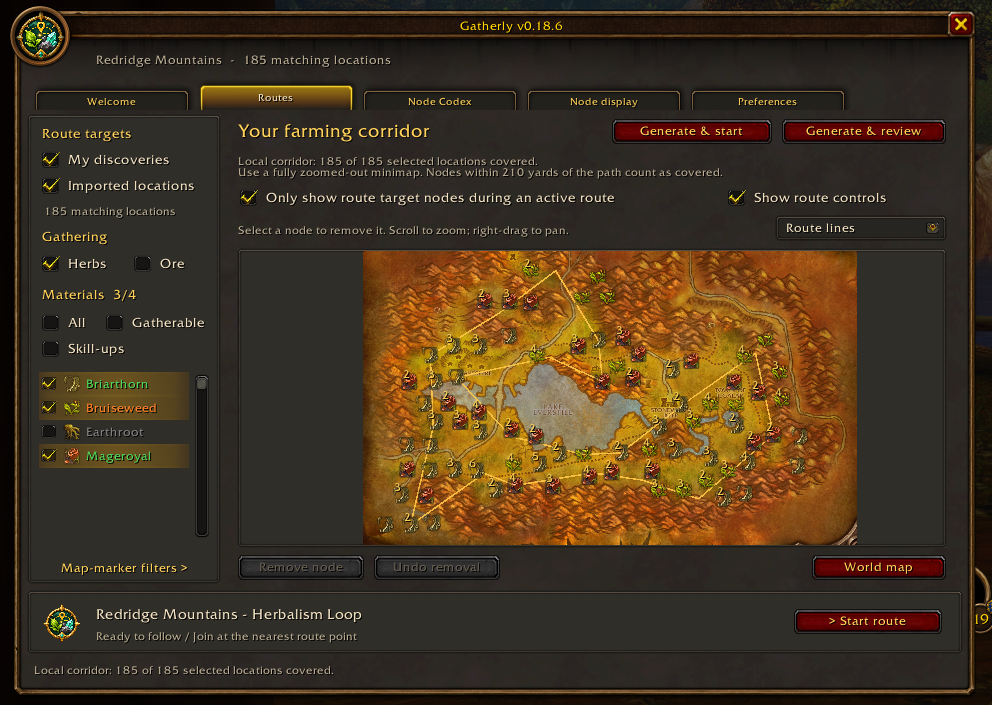 Gatherly v0.18.6
Redridge Mountains - 185 matching locations
Welcome
Routes
Node Codex
Node display
Preferences
Route targets
My discoveries
Imported locations
185 matching locations
Gathering
Herbs
Ore
Materials 3/4
All
Gatherable
Skill-ups
Briarthorn
Bruiseweed
Earthroot
Mageroyal
Map-marker filters >
Your farming corridor
Generate & start
Generate & review
Local corridor: 185 of 185 selected locations covered.
Use a fully zoomed-out minimap. Nodes within 210 yards of the path count as covered.
Only show route target nodes during an active route
Show route controls
Select a node to remove it. Scroll to zoom; right-drag to pan.
Route lines
LAKE
EVERSTILL
Remove node
Undo removal
World map
Redridge Mountains - Herbalism Loop
Ready to follow / Join at the nearest route point
> Start route
19
Local corridor: 185 of 185 selected locations covered.